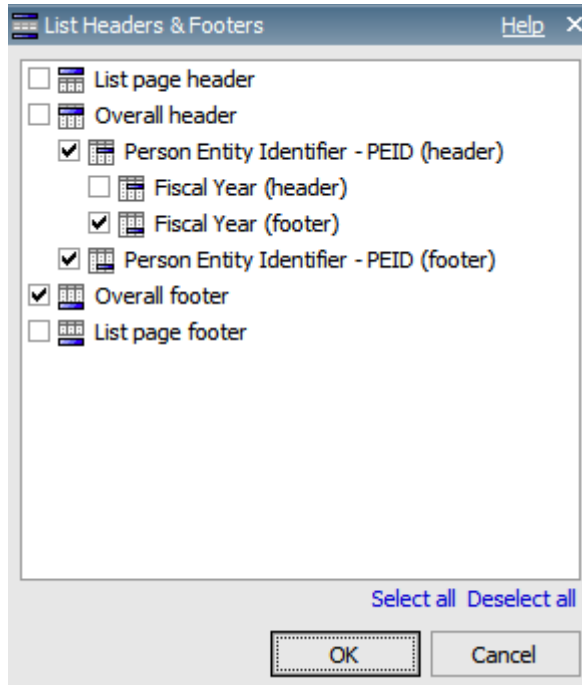 List Headers & Footers Help
List page header
Overall header
Person Entity Identifier - PEID (header)
Fiscal Year (header)
Fiscal Year (footer)
Person Entity Identifier - PEID (footer)
Overall footer
List page footer
Select all Deselect all
OK Cancel